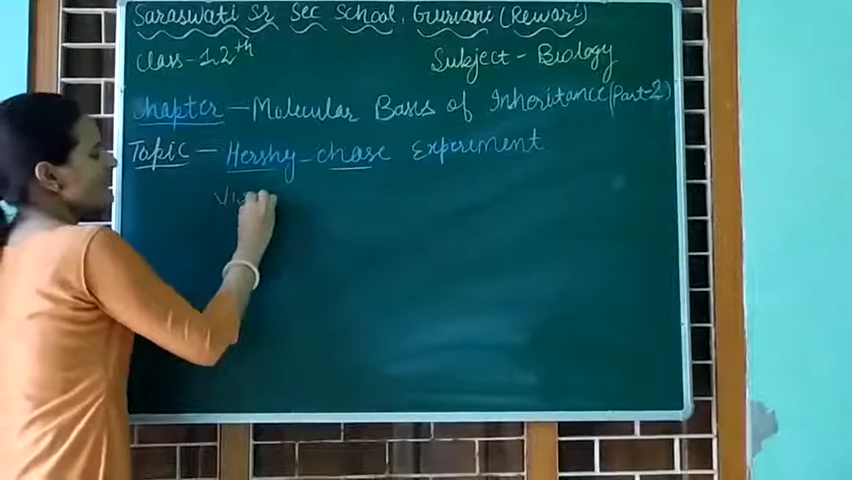 Saraswati Sr Sec School, Guriani (Rewari)
Class-12th Subject - Biology
Chapter - Molecular Basis of Inheritance (Part-2)
Topic - Hershy-chase Experiment